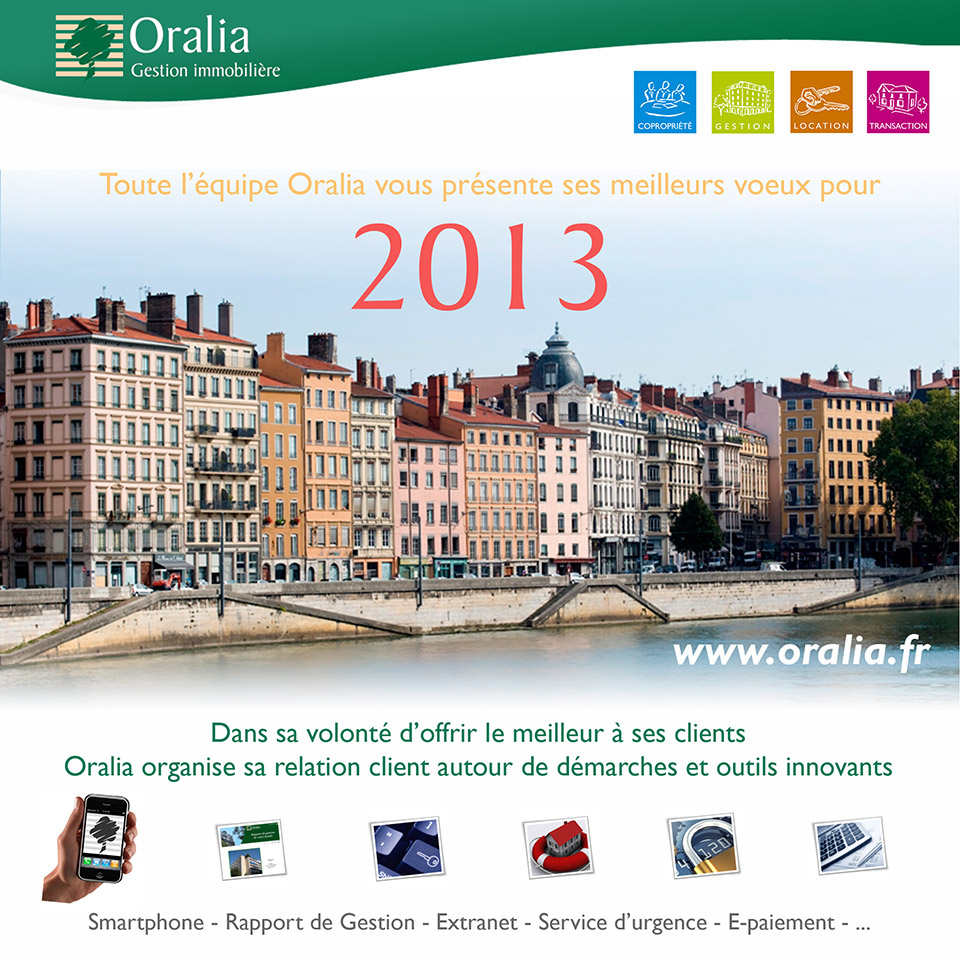 Oralia
Gestion immobilière
COPROPRIÉTÉ
GESTION
LOCATION
TRANSACTION
Toute l'équipe Oralia vous présente ses meilleurs voeux pour
2013
www.oralia.fr
Dans sa volonté d'offrir le meilleur à ses clients
Oralia organise sa relation client autour de démarches et outils innovants
Smartphone - Rapport de Gestion - Extranet - Service d'urgence - E-paiement - ...